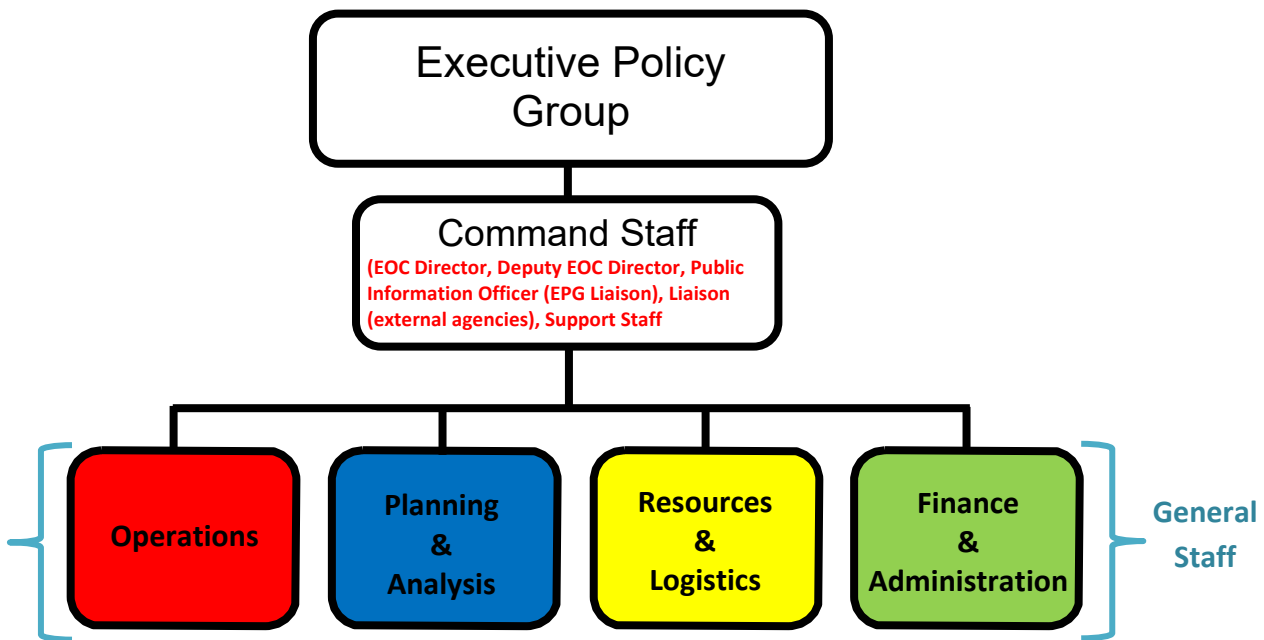 Executive Policy
Group
Command Staff
(EOC Director, Deputy EOC Director, Public
Information Officer (EPG Liaison), Liaison
(external agencies), Support Staff
Operations
Planning
&
Analysis
Resources
&
Logistics
Finance
&
Administration
General
Staff